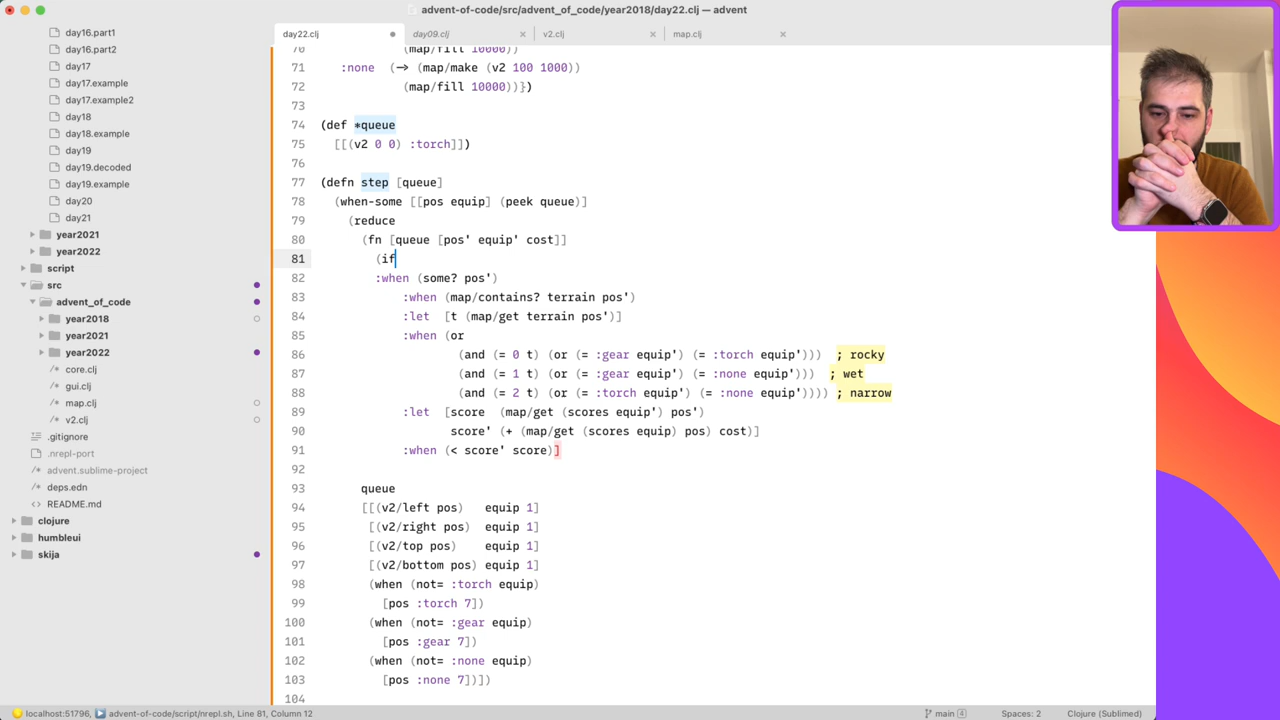 advent-of-code/src/advent_of_code/year2018/day22.clj — advent
day22.clj
day09.clj
v2.clj
map.clj
day16.part1
day16.part2
day17
day17.example
day17.example2
day18
day18.example
day19
day19.decoded
day19.example
day20
day21
year2021
year2022
script
src
advent_of_code
year2018
year2021
year2022
core.clj
gui.clj
map.clj
v2.clj
.gitignore
.nrepl-port
advent.sublime-project
deps.edn
README.md
clojure
humbleui
skija
70 (map/fill 10000))
71 :none (-> (map/make (v2 100 1000))
72 (map/fill 10000))})
73
74 (def *queue
75 [[(v2 0 0) :torch]])
76
77 (defn step [queue]
78 (when-some [[pos equip] (peek queue)]
79 (reduce
80 (fn [queue [pos' equip' cost]]
81 (if
82 :when (some? pos')
83 :when (map/contains? terrain pos')
84 :let [t (map/get terrain pos')]
85 :when (or
86 (and (= 0 t) (or (= :gear equip') (= :torch equip'))) ; rocky
87 (and (= 1 t) (or (= :gear equip') (= :none equip'))) ; wet
88 (and (= 2 t) (or (= :torch equip') (= :none equip')))) ; narrow
89 :let [score (map/get (scores equip') pos')
90 score' (+ (map/get (scores equip) pos) cost)]
91 :when (< score' score)]
92
93 queue
94 [[(v2/left pos) equip 1]
95 [(v2/right pos) equip 1]
96 [(v2/top pos) equip 1]
97 [(v2/bottom pos) equip 1]
98 (when (not= :torch equip)
99 [pos :torch 7])
100 (when (not= :gear equip)
101 [pos :gear 7])
102 (when (not= :none equip)
103 [pos :none 7])])
104
localhost:51796, advent-of-code/script/nrepl.sh, Line 81, Column 12
main 4
Spaces: 2
Clojure (Sublimed)